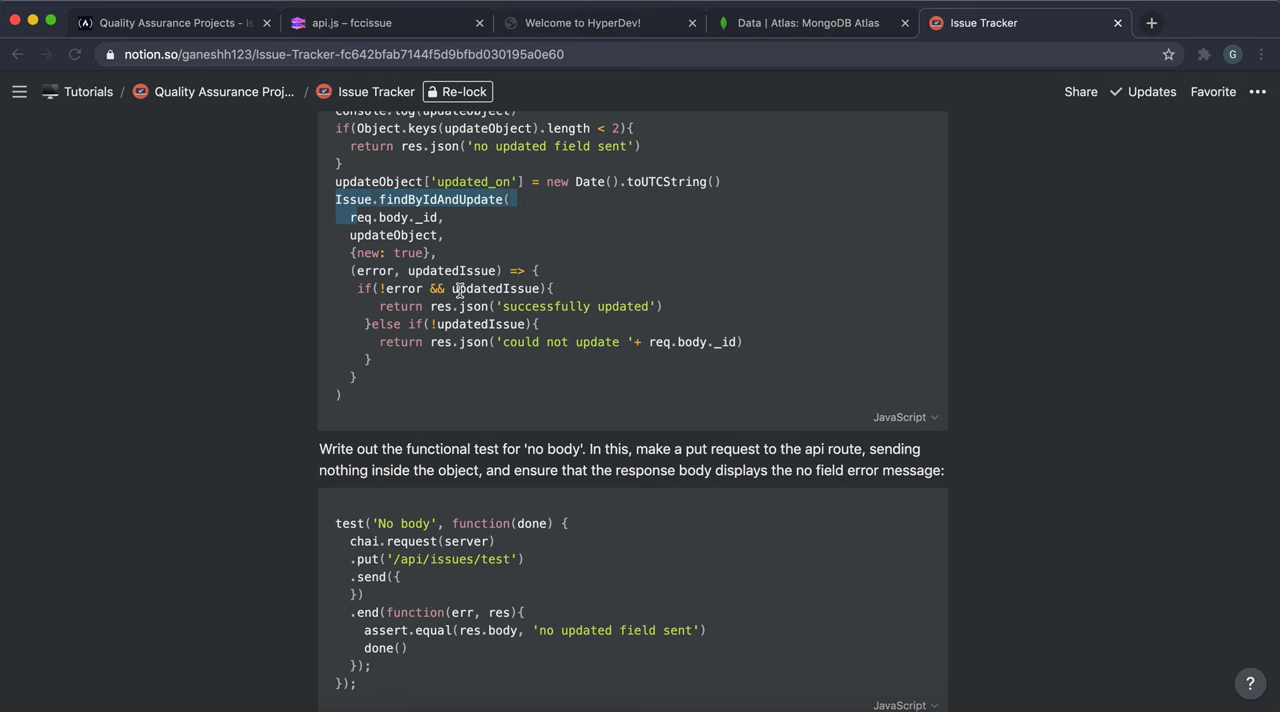 Quality Assurance Projects - Is
api.js – fccissue
Welcome to HyperDev!
Data | Atlas: MongoDB Atlas
Issue Tracker
notion.so/ganeshh123/Issue-Tracker-fc642bfab7144f5d9bfbd030195a0e60
G
Tutorials / Quality Assurance Proj... / Issue Tracker Re-lock
Share Updates Favorite
console.log(updateObject)
if(Object.keys(updateObject).length < 2){
return res.json('no updated field sent')
}
updateObject['updated_on'] = new Date().toUTCString()
Issue.findByIdAndUpdate(
req.body._id,
updateObject,
{new: true},
(error, updatedIssue) => {
if(!error && updatedIssue){
return res.json('successfully updated')
}else if(!updatedIssue){
return res.json('could not update '+ req.body._id)
}
}
)
JavaScript
Write out the functional test for 'no body'. In this, make a put request to the api route, sending
nothing inside the object, and ensure that the response body displays the no field error message:
test('No body', function(done) {
chai.request(server)
.put('/api/issues/test')
.send({
})
.end(function(err, res){
assert.equal(res.body, 'no updated field sent')
done()
});
});
JavaScript
?